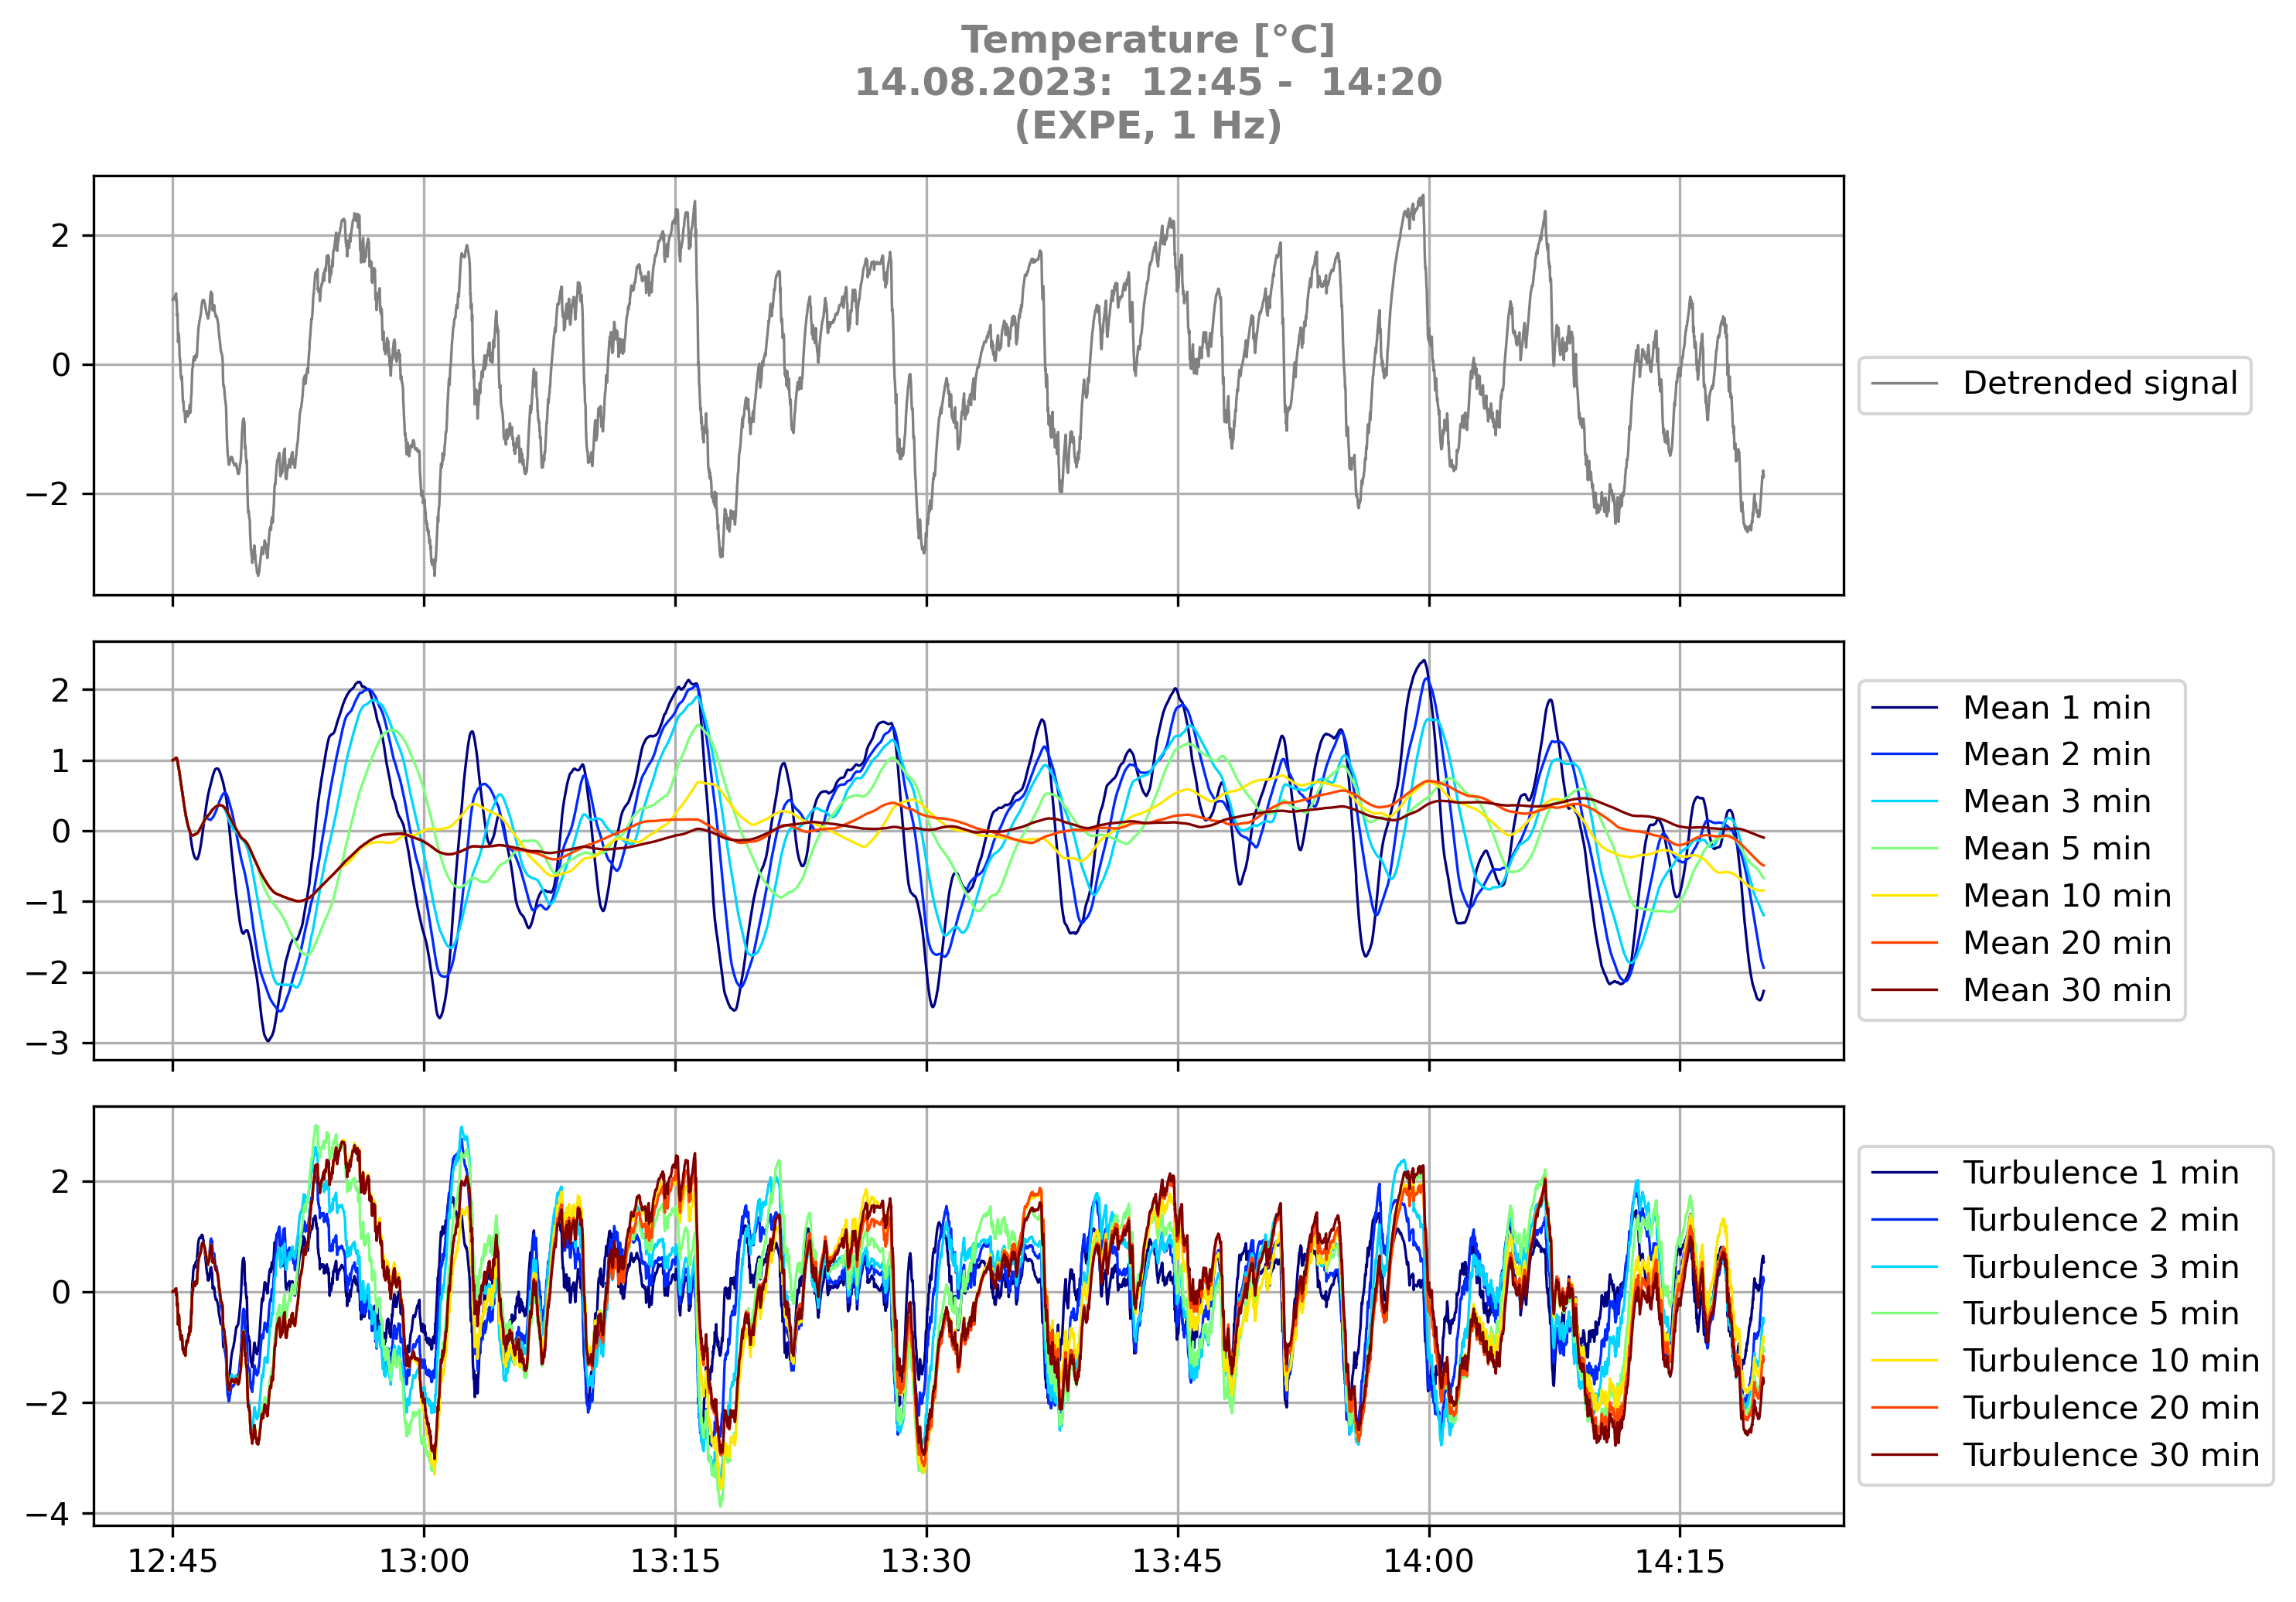 Temperature [°C]
14.08.2023:  12:45 -  14:20
(EXPE, 1 Hz)
2
0
−2
Detrended signal
2
1
0
−1
−2
−3
Mean 1 min
Mean 2 min
Mean 3 min
Mean 5 min
Mean 10 min
Mean 20 min
Mean 30 min
2
0
−2
−4
Turbulence 1 min
Turbulence 2 min
Turbulence 3 min
Turbulence 5 min
Turbulence 10 min
Turbulence 20 min
Turbulence 30 min
12:45 13:00 13:15 13:30 13:45 14:00 14:15